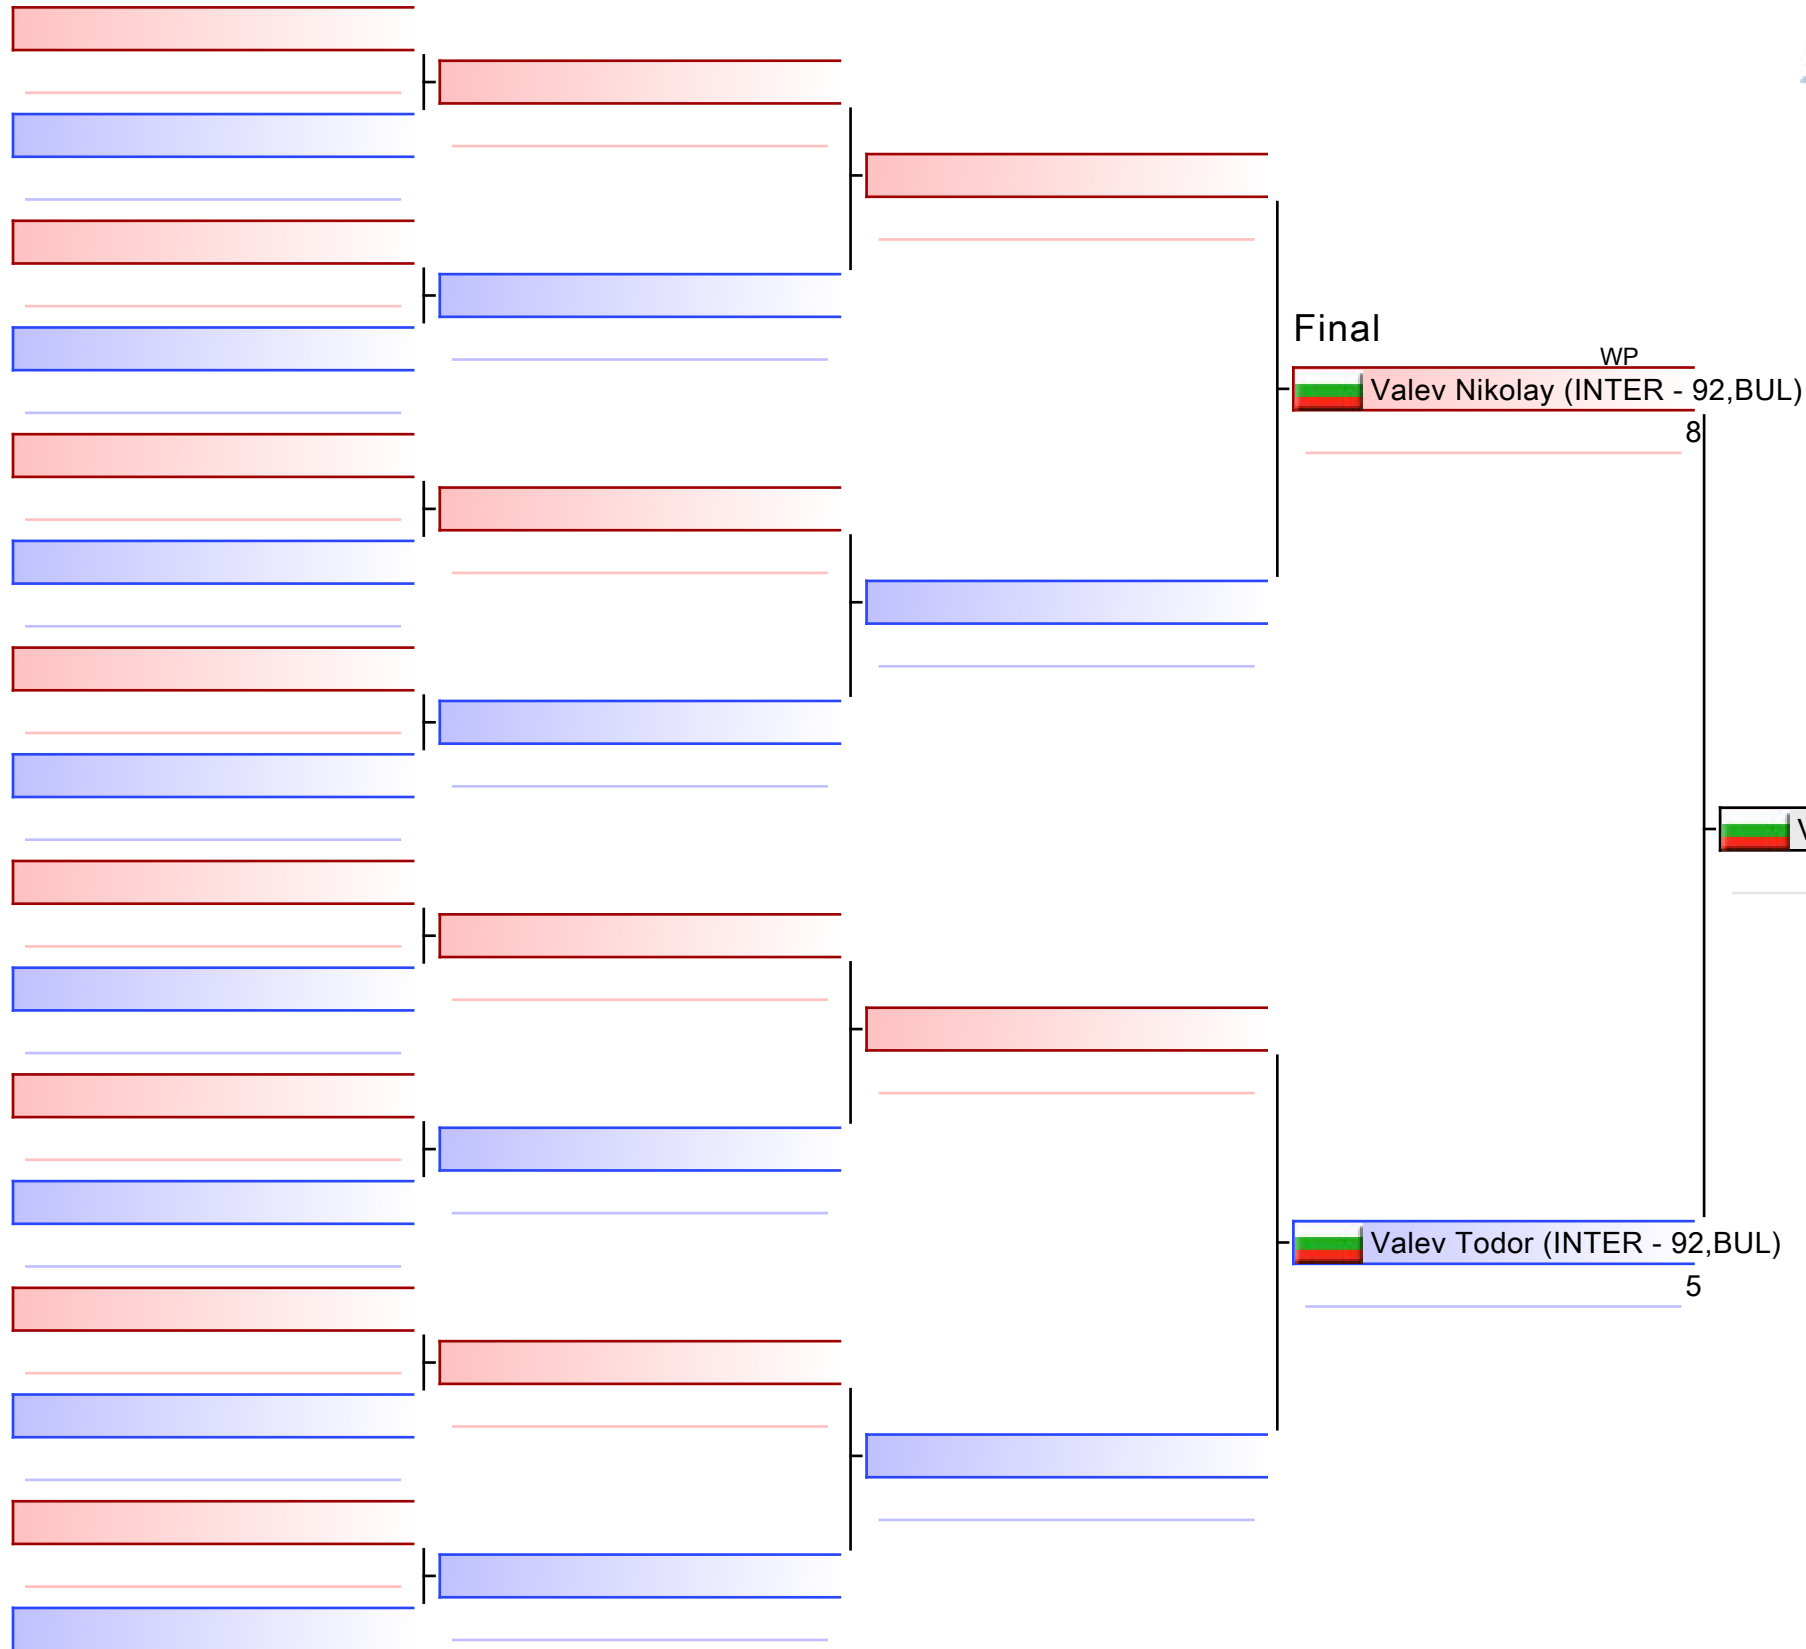 Final
WP
Valev Nikolay (INTER - 92,BUL)
8
Valev Todor (INTER - 92,BUL)
5